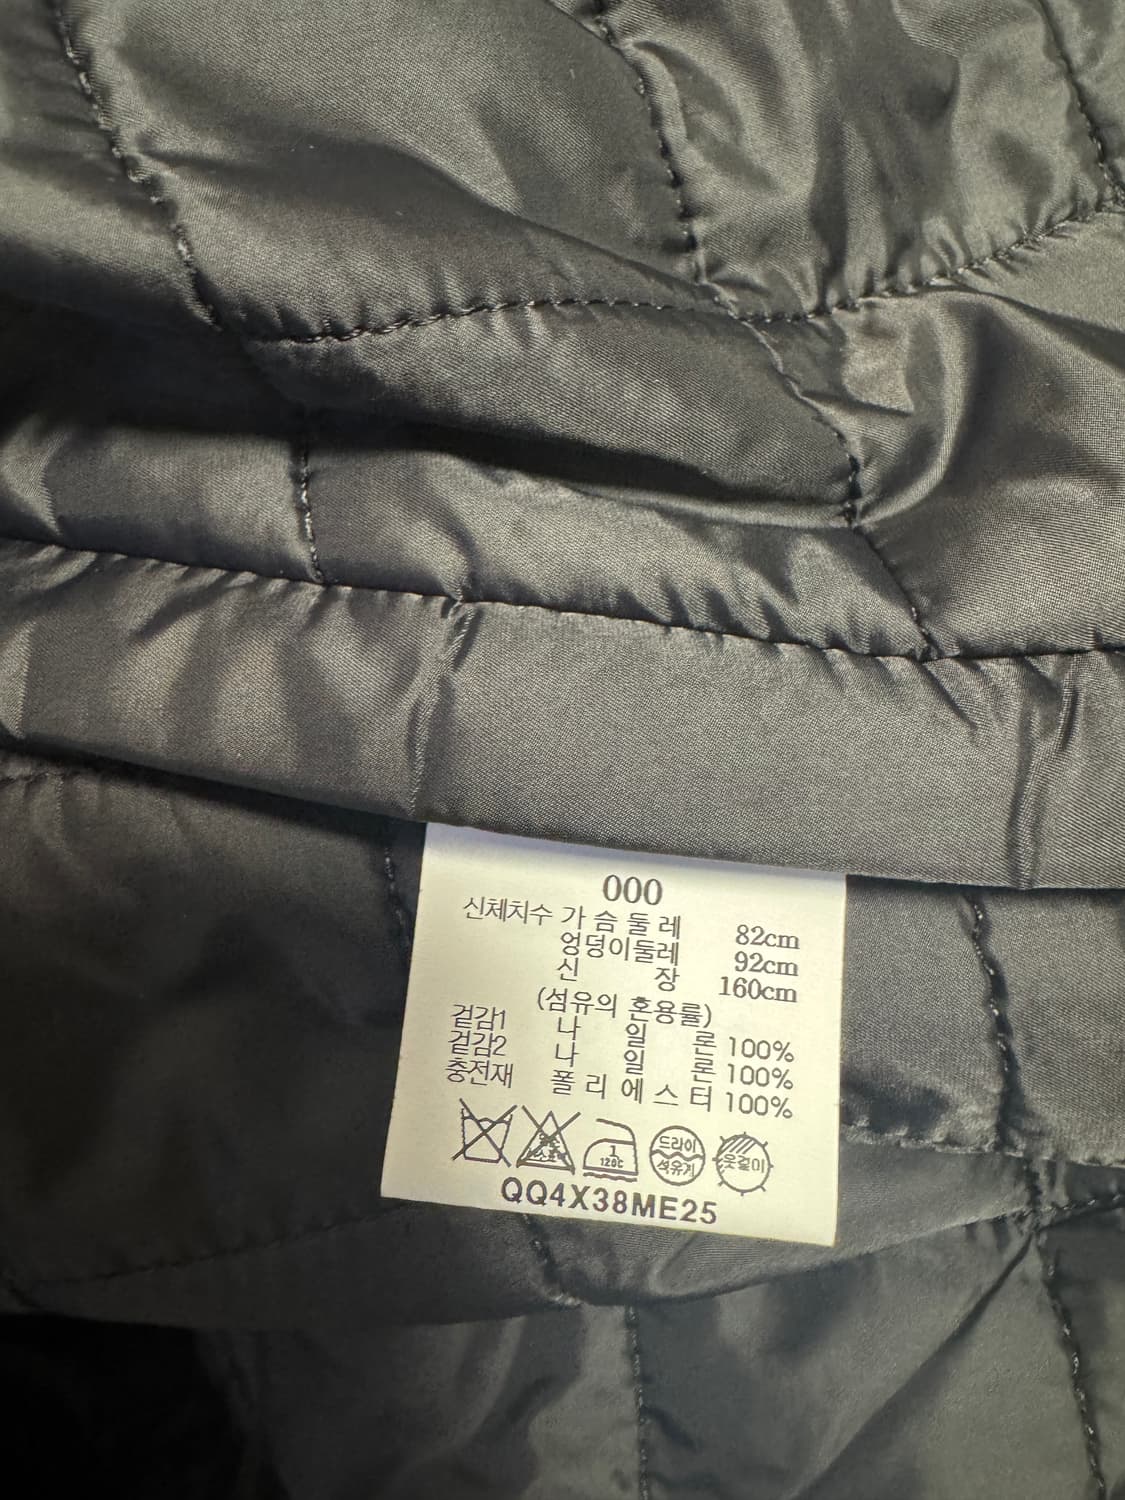 000
신체치수 가슴둘레 82cm
엉덩이둘레 92cm
신 장 160cm
(섬유의 혼용률)
겉감1 나 일 론 100%
겉감2 나 일 론 100%
충전재 폴리에스터 100%
1
120℃
드라이
석유계
옷걸이
QQ4X38ME25